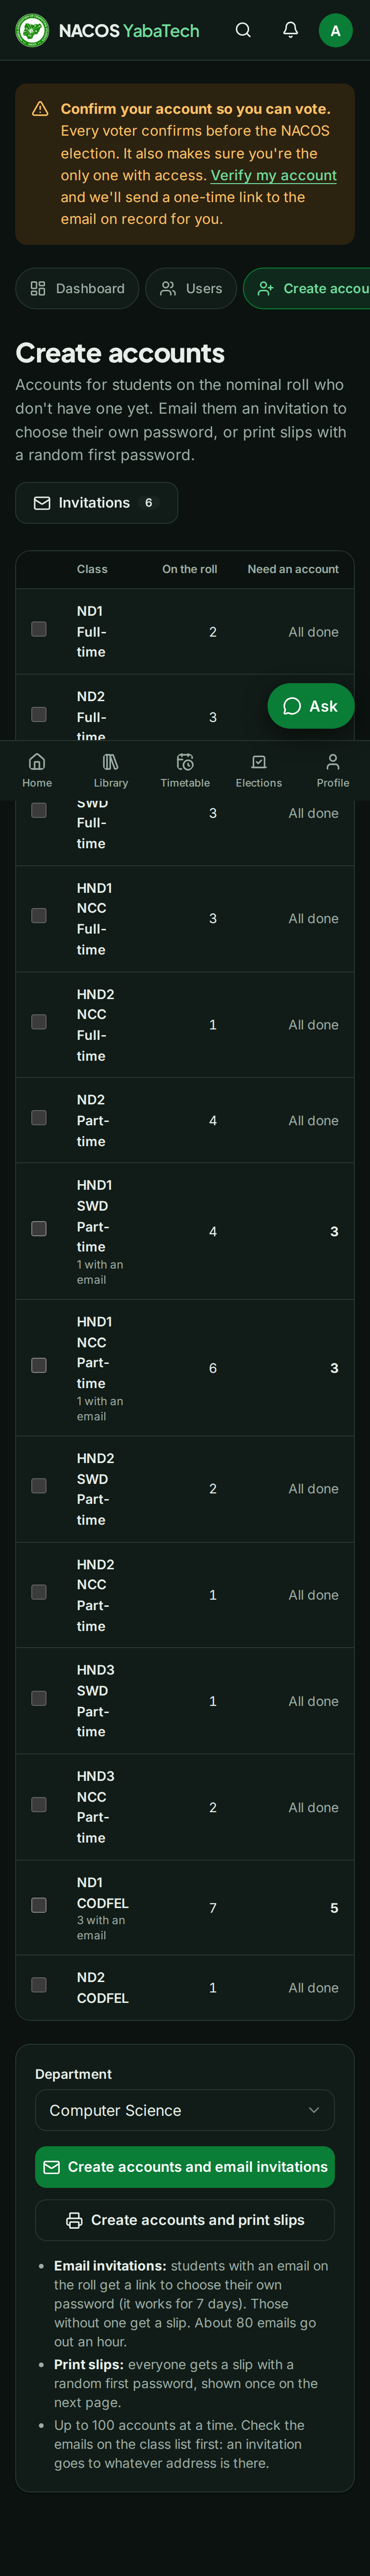 NACOS YabaTech
A
Confirm your account so you can vote.
Every voter confirms before the NACOS
election. It also makes sure you're the
only one with access. Verify my account
and we'll send a one-time link to the
email on record for you.
Dashboard
Users
Create accou
Create accounts
Accounts for students on the nominal roll who
don't have one yet. Email them an invitation to
choose their own password, or print slips with
a random first password.
Invitations 6
Class On the roll Need an account
ND1
Full-
time
2
All done
ND2
Full-
time
3
Ask
Home
Library
Timetable
Elections
Profile
SWD
Full-
time
3
All done
HND1
NCC
Full-
time
3
All done
HND2
NCC
Full-
time
1
All done
ND2
Part-
time
4
All done
HND1
SWD
Part-
time
1 with an
email
4
3
HND1
NCC
Part-
time
1 with an
email
6
3
HND2
SWD
Part-
time
2
All done
HND2
NCC
Part-
time
1
All done
HND3
SWD
Part-
time
1
All done
HND3
NCC
Part-
time
2
All done
ND1
CODFEL
3 with an
email
7
5
ND2
CODFEL
1
All done
Department
Computer Science
Create accounts and email invitations
Create accounts and print slips
• Email invitations: students with an email on
the roll get a link to choose their own
password (it works for 7 days). Those
without one get a slip. About 80 emails go
out an hour.
• Print slips: everyone gets a slip with a
random first password, shown once on the
next page.
• Up to 100 accounts at a time. Check the
emails on the class list first: an invitation
goes to whatever address is there.